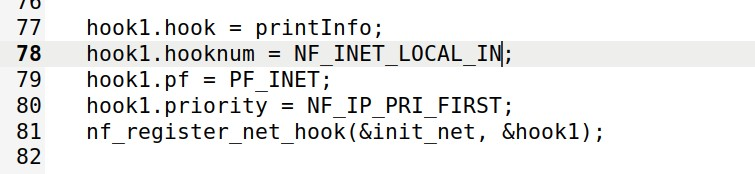 76
77 hook1.hook = printInfo;
78 hook1.hooknum = NF_INET_LOCAL_IN;
79 hook1.pf = PF_INET;
80 hook1.priority = NF_IP_PRI_FIRST;
81 nf_register_net_hook(&init_net, &hook1);
82